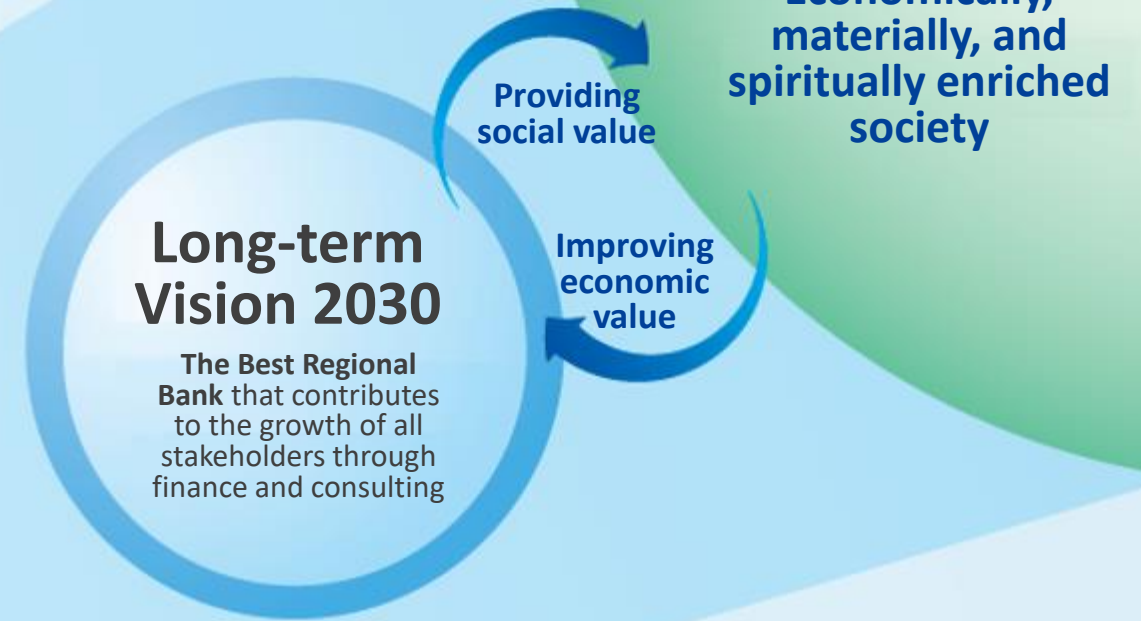 Economically,
materially, and
spiritually enriched
society
Providing
social value
Improving
economic
value
Long-term
Vision 2030
The Best Regional
Bank that contributes
to the growth of all
stakeholders through
finance and consulting